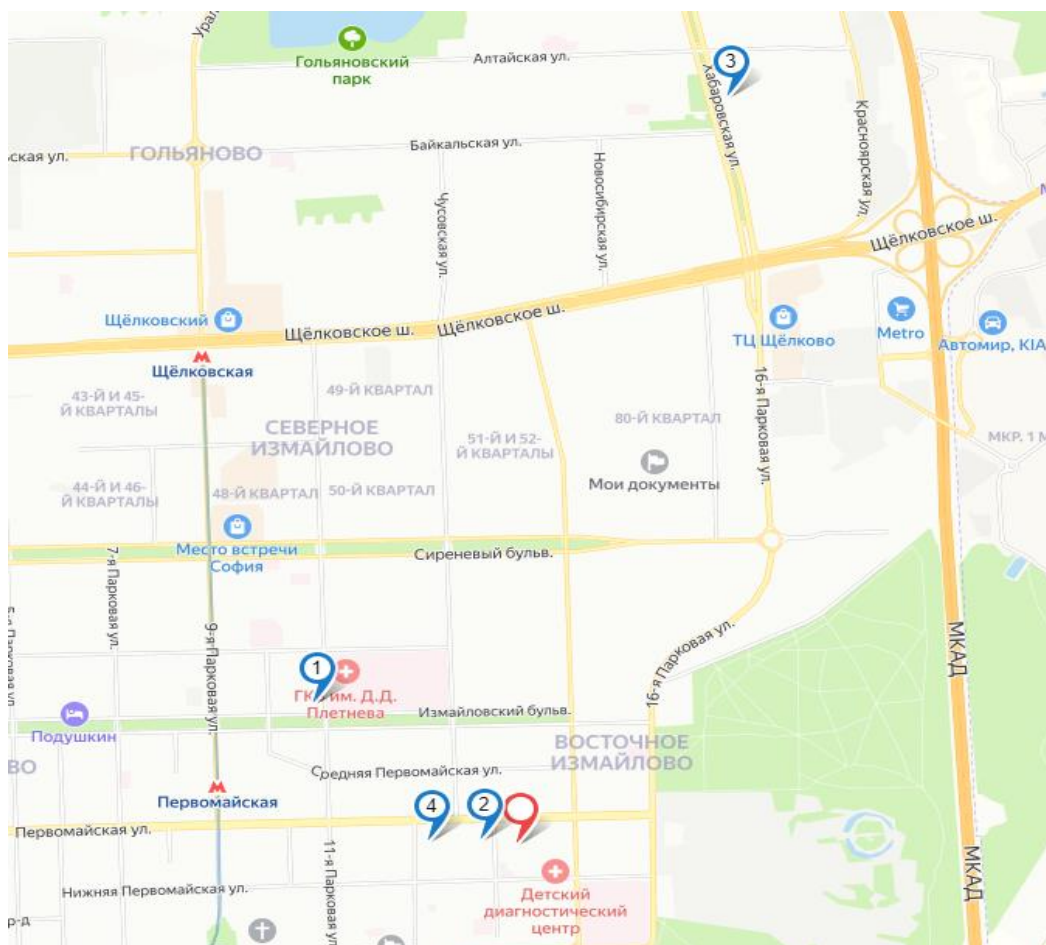 Урал
Гольяновский
парк
Алтайская ул.
3
Хабаровская ул.
Красноярская ул.
ская ул.
ГОЛЬЯНОВО
Байкальская ул.
Новосибирская ул.
Чусовская ул.
Щёлковское ш.
Щёлковский
Щёлковское ш.
Щёлковское ш.
Щёлковская
ТЦ Щёлково
Metro
Автомир, KIA
43-Й И 45-
Й КВАРТАЛЫ
49-Й КВАРТАЛ
16-я Парковая ул.
СЕВЕРНОЕ
ИЗМАЙЛОВО
51-Й И 52-
Й КВАРТАЛЫ
80-Й КВАРТАЛ
МКР. 1 М
Мои документы
44-Й И 46-
Й КВАРТАЛЫ
48-Й КВАРТАЛ
50-Й КВАРТАЛ
Место встречи
София
Сиреневый бульв.
7-я Парковая ул.
5-я Парковая ул.
9-я Парковая ул.
16-я Парковая ул.
МКАД
1
ГКБ им. Д.Д.
Плетнева
Измайловский бульв.
Подушкин
ВО
ВОСТОЧНОЕ
ИЗМАЙЛОВО
Средняя Первомайская ул.
Первомайская
4
2
Первомайская ул.
11-я Парковая ул.
МКАД
Нижняя Первомайская ул.
Детский
диагностический
центр
р-д